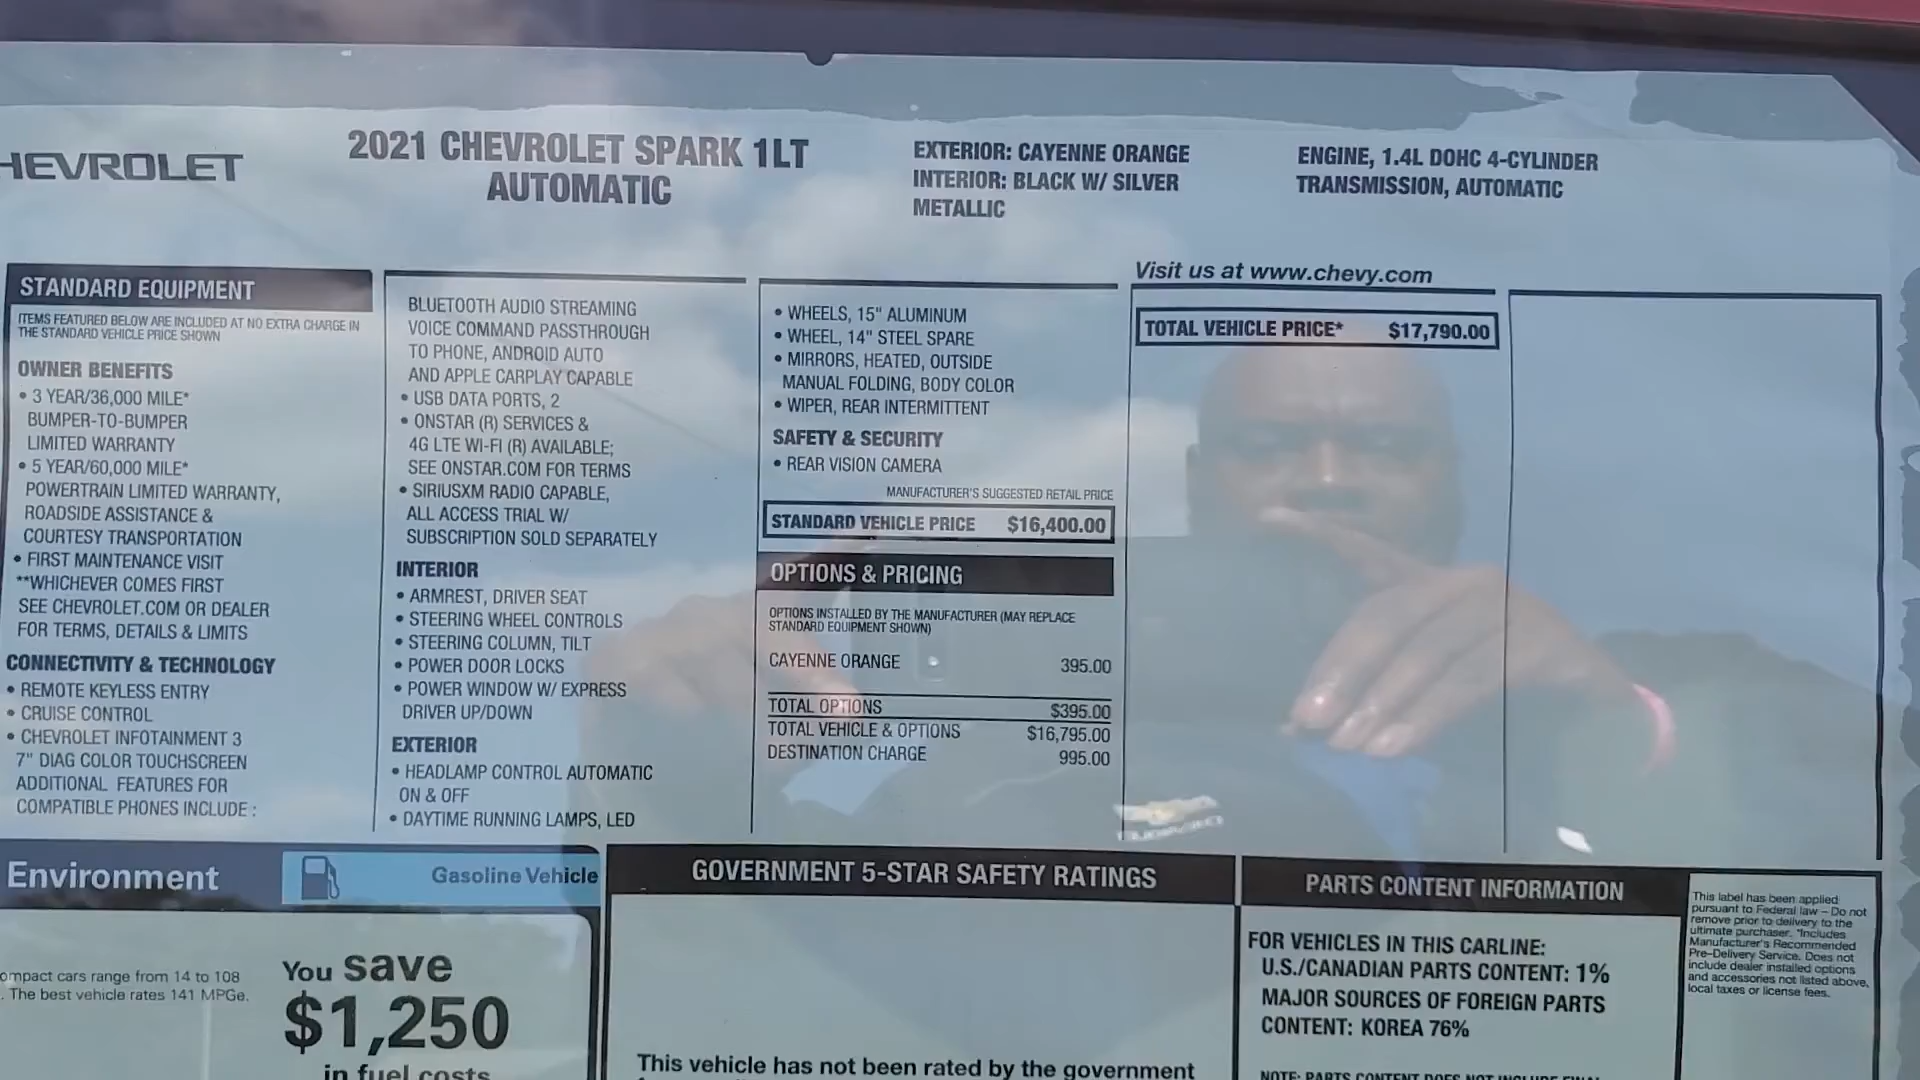 HEVROLET
2021 CHEVROLET SPARK 1LT
AUTOMATIC
EXTERIOR: CAYENNE ORANGE
INTERIOR: BLACK W/ SILVER
METALLIC
ENGINE, 1.4L DOHC 4-CYLINDER
TRANSMISSION, AUTOMATIC
STANDARD EQUIPMENT
ITEMS FEATURED BELOW ARE INCLUDED AT NO EXTRA CHARGE IN
THE STANDARD VEHICLE PRICE SHOWN
OWNER BENEFITS
• 3 YEAR/36,000 MILE*
BUMPER-TO-BUMPER
LIMITED WARRANTY
• 5 YEAR/60,000 MILE*
POWERTRAIN LIMITED WARRANTY,
ROADSIDE ASSISTANCE &
COURTESY TRANSPORTATION
• FIRST MAINTENANCE VISIT
**WHICHEVER COMES FIRST
SEE CHEVROLET.COM OR DEALER
FOR TERMS, DETAILS & LIMITS
CONNECTIVITY & TECHNOLOGY
• REMOTE KEYLESS ENTRY
• CRUISE CONTROL
• CHEVROLET INFOTAINMENT 3
7" DIAG COLOR TOUCHSCREEN
ADDITIONAL FEATURES FOR
COMPATIBLE PHONES INCLUDE :
BLUETOOTH AUDIO STREAMING
VOICE COMMAND PASSTHROUGH
TO PHONE, ANDROID AUTO
AND APPLE CARPLAY CAPABLE
• USB DATA PORTS, 2
• ONSTAR (R) SERVICES &
4G LTE WI-FI (R) AVAILABLE;
SEE ONSTAR.COM FOR TERMS
• SIRIUSXM RADIO CAPABLE,
ALL ACCESS TRIAL W/
SUBSCRIPTION SOLD SEPARATELY
INTERIOR
• ARMREST, DRIVER SEAT
• STEERING WHEEL CONTROLS
• STEERING COLUMN, TILT
• POWER DOOR LOCKS
• POWER WINDOW W/ EXPRESS
DRIVER UP/DOWN
EXTERIOR
• HEADLAMP CONTROL AUTOMATIC
ON & OFF
• DAYTIME RUNNING LAMPS, LED
• WHEELS, 15" ALUMINUM
• WHEEL, 14" STEEL SPARE
• MIRRORS, HEATED, OUTSIDE
MANUAL FOLDING, BODY COLOR
• WIPER, REAR INTERMITTENT
SAFETY & SECURITY
• REAR VISION CAMERA
MANUFACTURER'S SUGGESTED RETAIL PRICE
STANDARD VEHICLE PRICE $16,400.00
OPTIONS & PRICING
OPTIONS INSTALLED BY THE MANUFACTURER (MAY REPLACE
STANDARD EQUIPMENT SHOWN)
CAYENNE ORANGE 395.00
TOTAL OPTIONS $395.00
TOTAL VEHICLE & OPTIONS $16,795.00
DESTINATION CHARGE 995.00
Visit us at www.chevy.com
TOTAL VEHICLE PRICE* $17,790.00
Environment
Gasoline Vehicle
ompact cars range from 14 to 108
. The best vehicle rates 141 MPGe.
You save
$1,250
in fuel costs
GOVERNMENT 5-STAR SAFETY RATINGS
This vehicle has not been rated by the government
PARTS CONTENT INFORMATION
FOR VEHICLES IN THIS CARLINE:
U.S./CANADIAN PARTS CONTENT: 1%
MAJOR SOURCES OF FOREIGN PARTS
CONTENT: KOREA 76%
This label has been applied
pursuant to Federal law – Do not
remove prior to delivery to the
ultimate purchaser. *Includes
Manufacturer's Recommended
Pre-Delivery Service. Does not
include dealer installed options
and accessories not listed above,
local taxes or license fees.